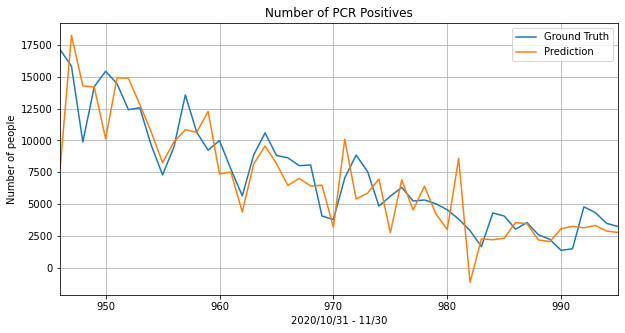 Number of PCR Positives
Ground Truth
Prediction
Number of people
17500
15000
12500
10000
7500
5000
2500
0
950
960
970
980
990
2020/10/31 - 11/30